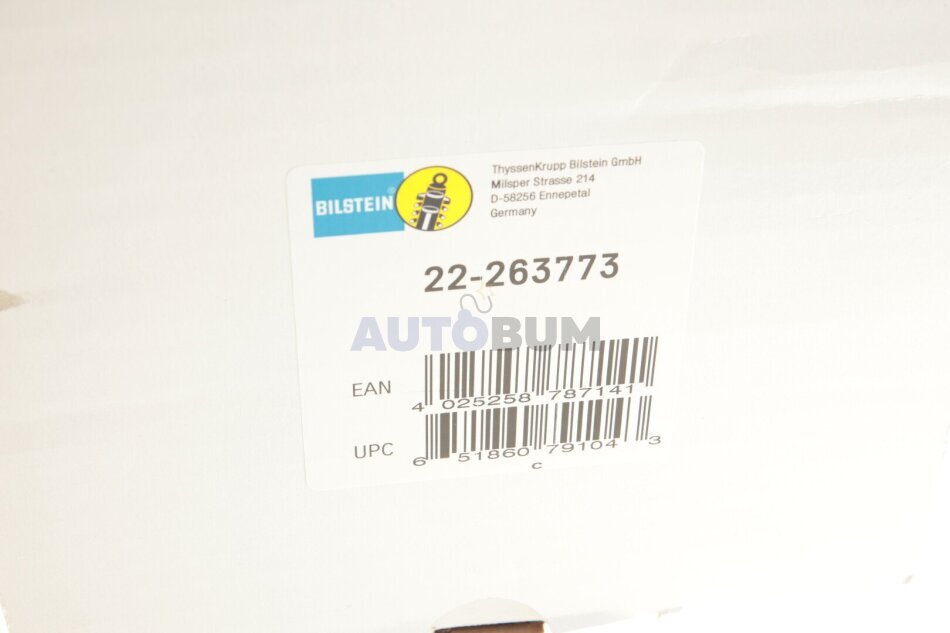 BILSTEIN®
ThyssenKrupp Bilstein GmbH
Milsper Strasse 214
D-58256 Ennepetal
Germany
22-263773
AUTOBUM
EAN
4 025258 787141
UPC
6 51860 79104 3
c